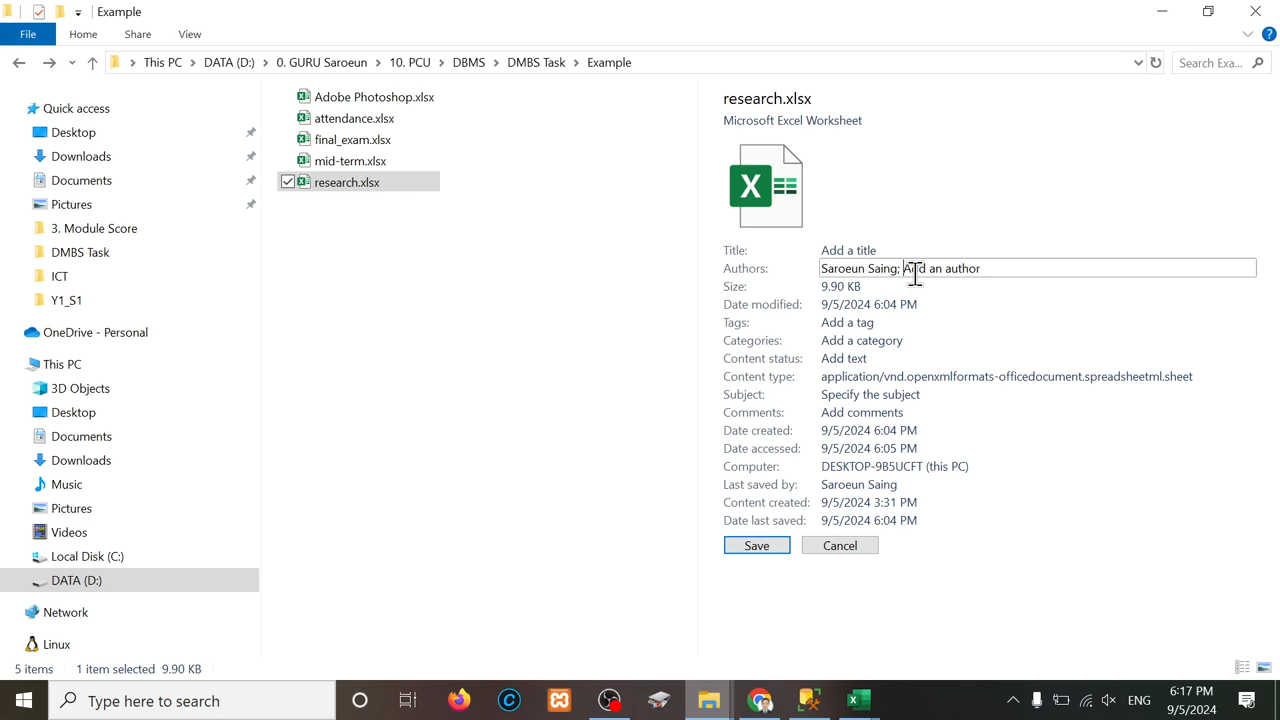 Example
File Home Share View
This PC DATA (D:) 0. GURU Saroeun 10. PCU DBMS DMBS Task Example
Search Exa...
Quick access
Desktop
Downloads
Documents
Pictures
3. Module Score
DMBS Task
ICT
Y1_S1
OneDrive - Personal
This PC
3D Objects
Desktop
Documents
Downloads
Music
Pictures
Videos
Local Disk (C:)
DATA (D:)
Network
Linux
Adobe Photoshop.xlsx
attendance.xlsx
final_exam.xlsx
mid-term.xlsx
research.xlsx
research.xlsx
Microsoft Excel Worksheet
X
Title: Add a title
Authors: Saroeun Saing; Add an author
Size: 9.90 KB
Date modified: 9/5/2024 6:04 PM
Tags: Add a tag
Categories: Add a category
Content status: Add text
Content type: application/vnd.openxmlformats-officedocument.spreadsheetml.sheet
Subject: Specify the subject
Comments: Add comments
Date created: 9/5/2024 6:04 PM
Date accessed: 9/5/2024 6:05 PM
Computer: DESKTOP-9B5UCFT (this PC)
Last saved by: Saroeun Saing
Content created: 9/5/2024 3:31 PM
Date last saved: 9/5/2024 6:04 PM
Save Cancel
5 items 1 item selected 9.90 KB
Type here to search
ENG
6:17 PM
9/5/2024